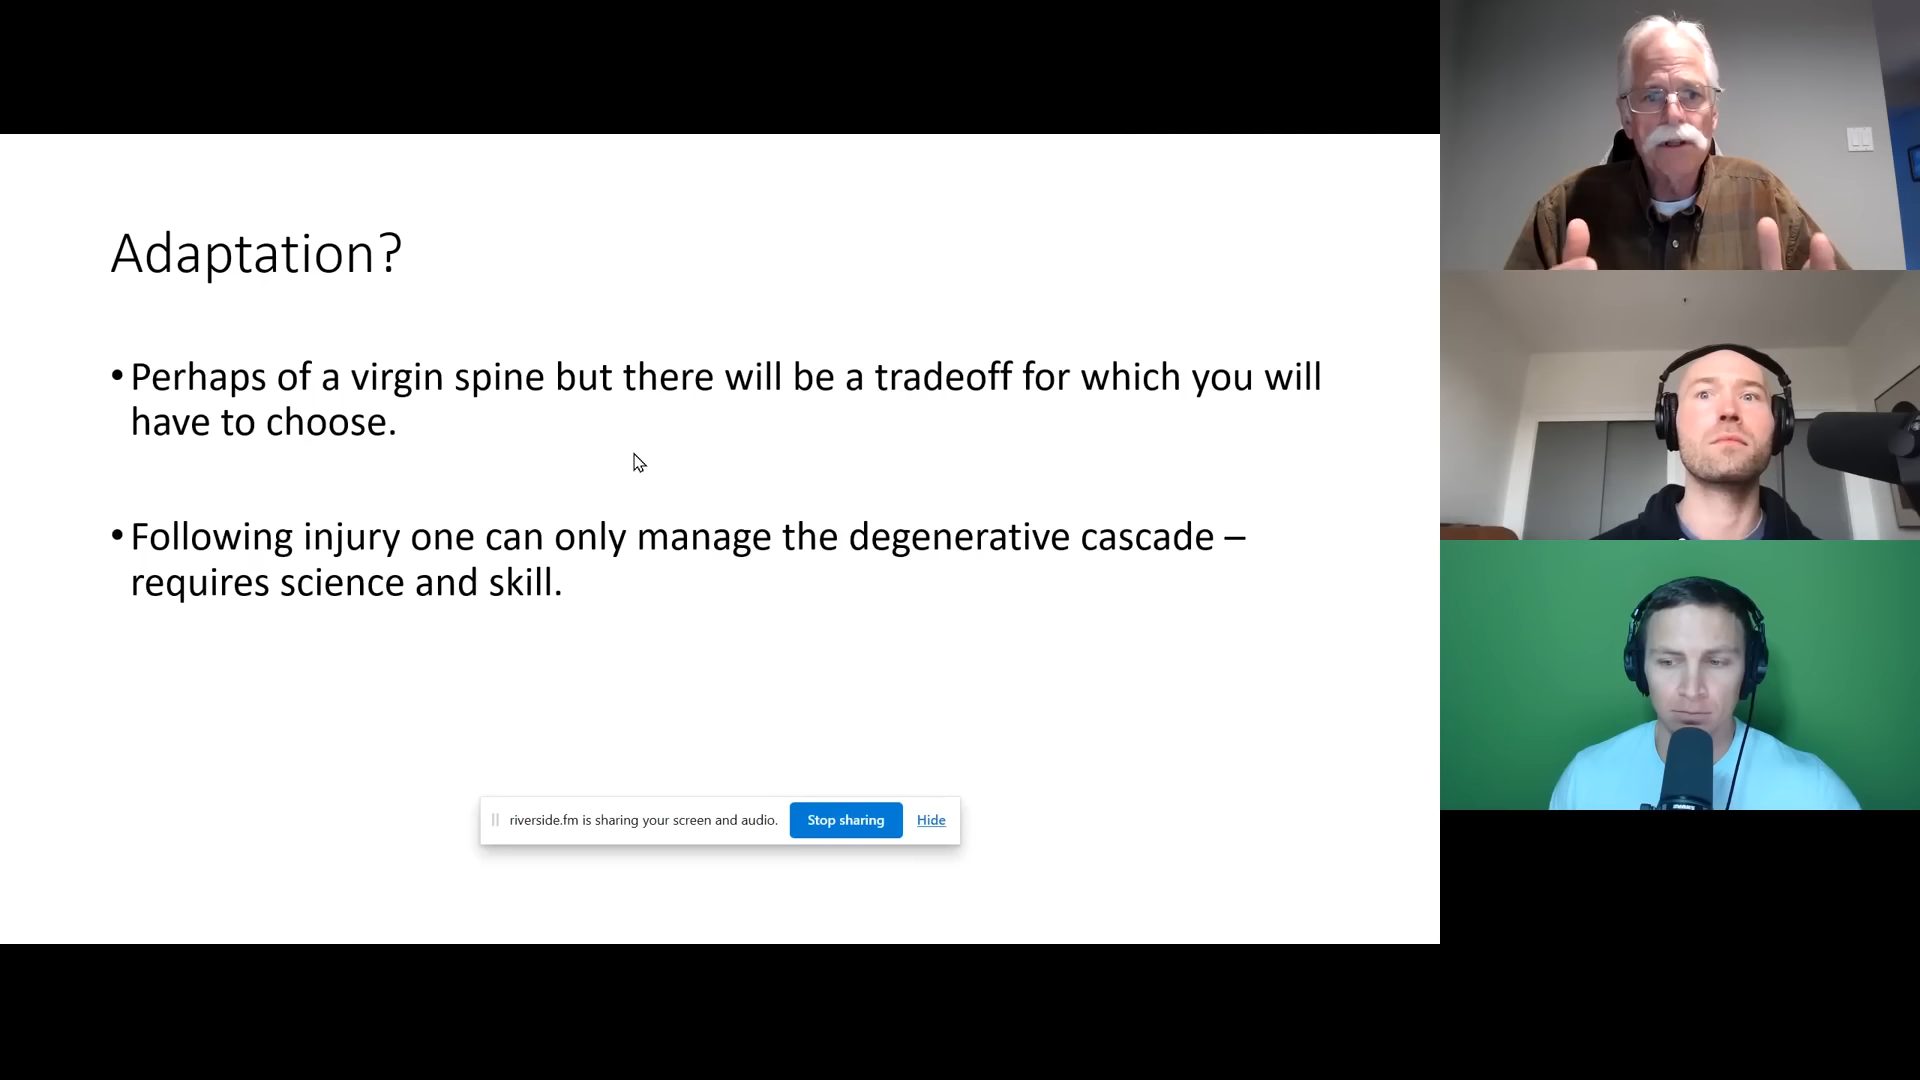 Adaptation?
•Perhaps of a virgin spine but there will be a tradeoff for which you will
have to choose.
•Following injury one can only manage the degenerative cascade –
requires science and skill.
riverside.fm is sharing your screen and audio. Stop sharing Hide